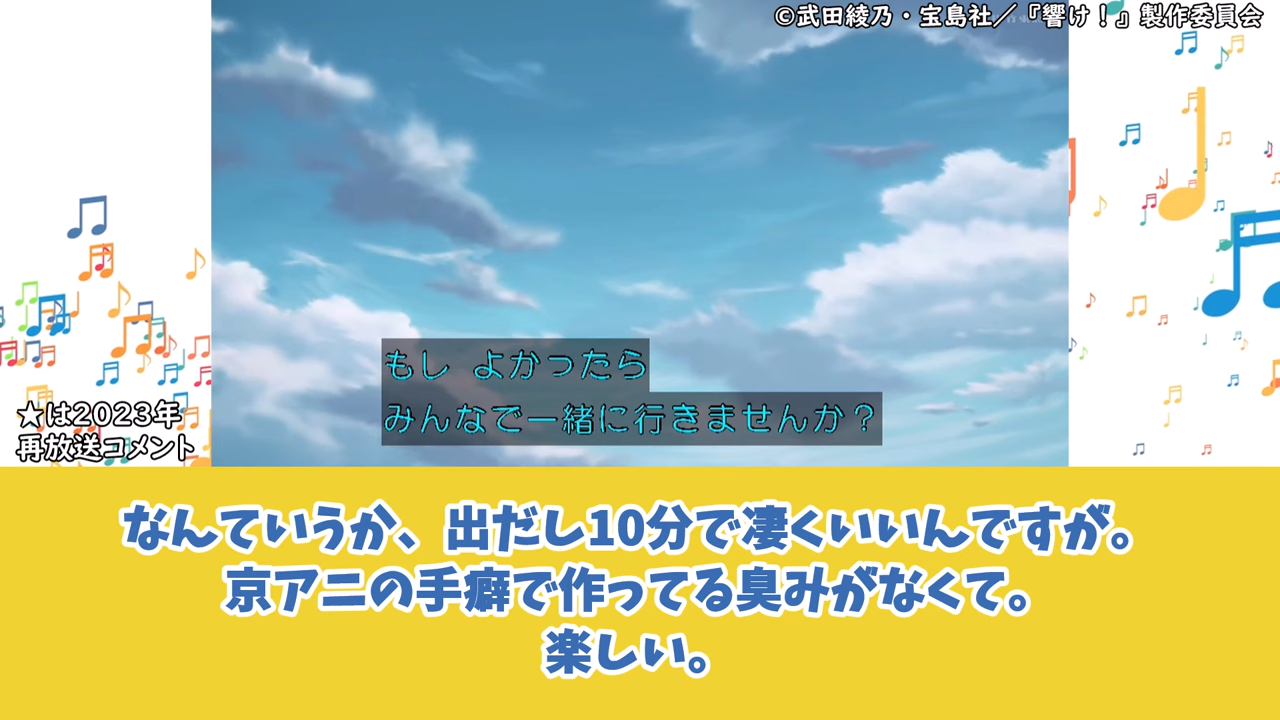 ©武田綾乃・宝島社／『響け！』製作委員会
もし よかったら
みんなで一緒に行きませんか？
★は2023年
再放送コメント
なんていうか、出だし10分で凄くいいんですが。
京アニの手癖で作ってる臭みがなくて。
楽しい。